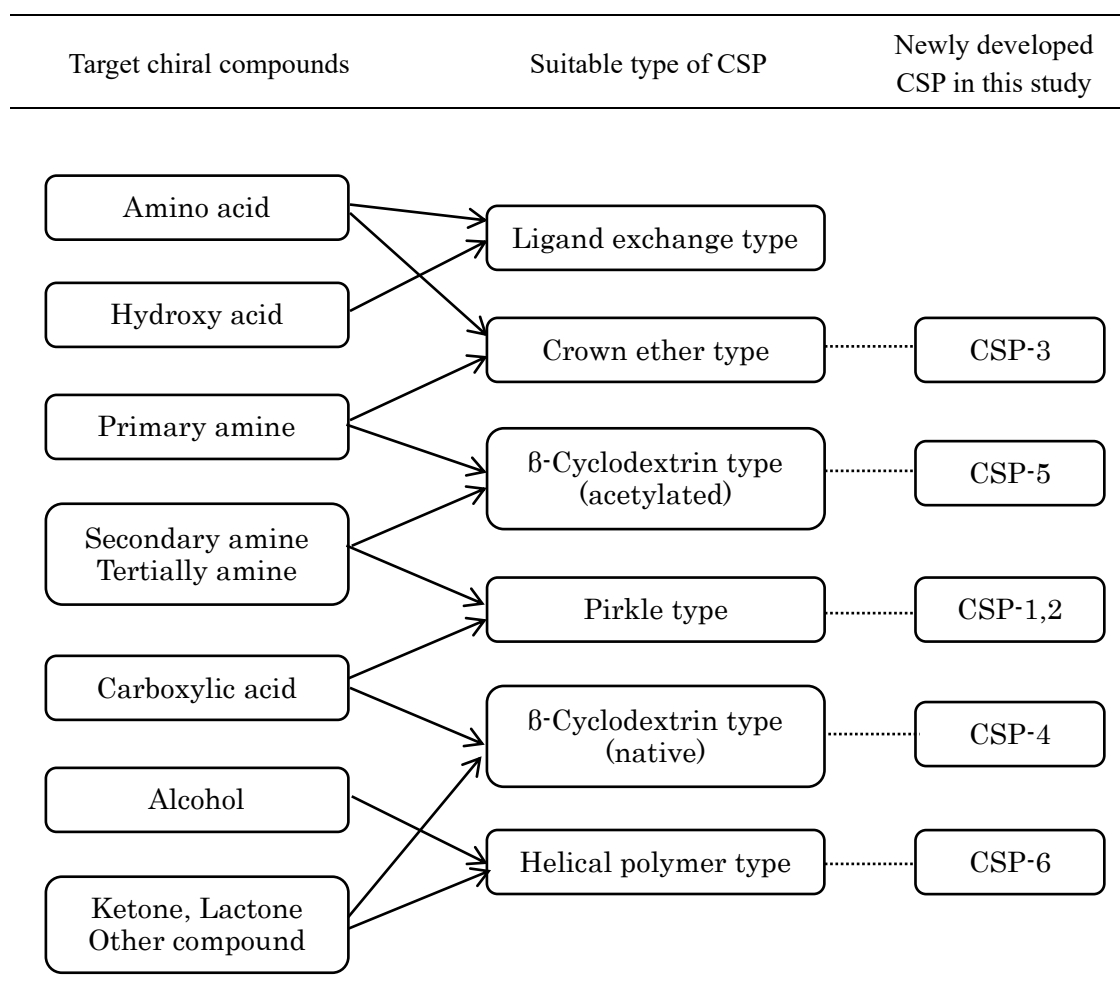 Target chiral compounds
Suitable type of CSP
Newly developed
CSP in this study
Amino acid
Ligand exchange type
Hydroxy acid
Crown ether type
CSP-3
Primary amine
β-Cyclodextrin type
(acetylated)
CSP-5
Secondary amine
Tertially amine
Pirkle type
CSP-1,2
Carboxylic acid
β-Cyclodextrin type
(native)
CSP-4
Alcohol
Helical polymer type
CSP-6
Ketone, Lactone
Other compound